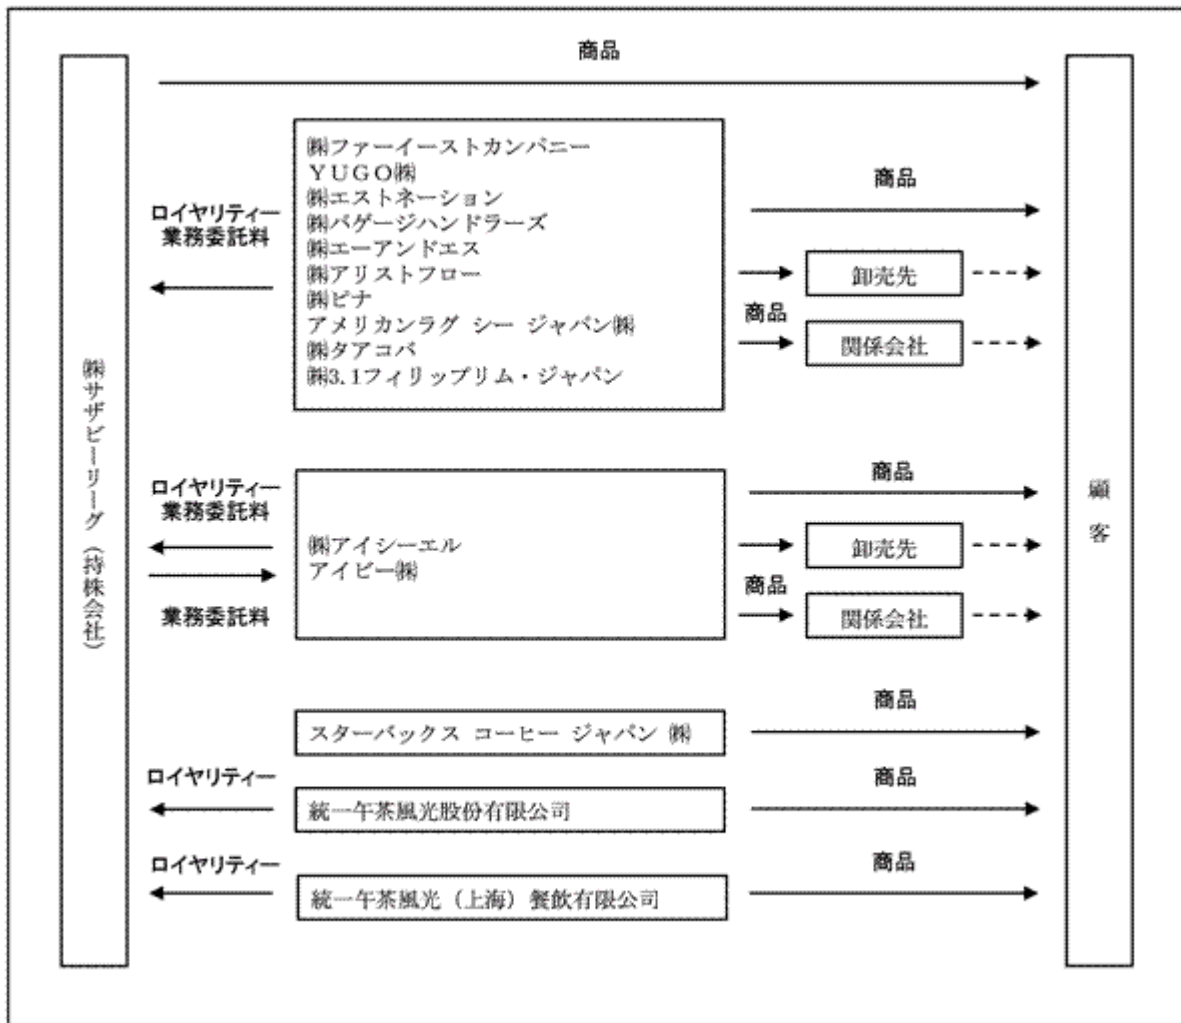 商品
㈱サザビーリーグ(持株会社)
㈱ファーイーストカンパニー
ＹＵＧＯ㈱
㈱エストネーション
㈱バゲージハンドラーズ
㈱エーアンドエス
㈱アリストフロー
㈱ピナ
アメリカンラグ シー ジャパン㈱
㈱タアコバ
㈱3.1フィリップリム・ジャパン
ロイヤリティー
業務委託料
商品
卸売先
商品
関係会社
顧客
ロイヤリティー
業務委託料
業務委託料
㈱アイシーエル
アイビー㈱
商品
卸売先
商品
関係会社
スターバックス コーヒー ジャパン ㈱
商品
ロイヤリティー
統一午茶風光股份有限公司
商品
ロイヤリティー
統一午茶風光（上海）餐飲有限公司
商品